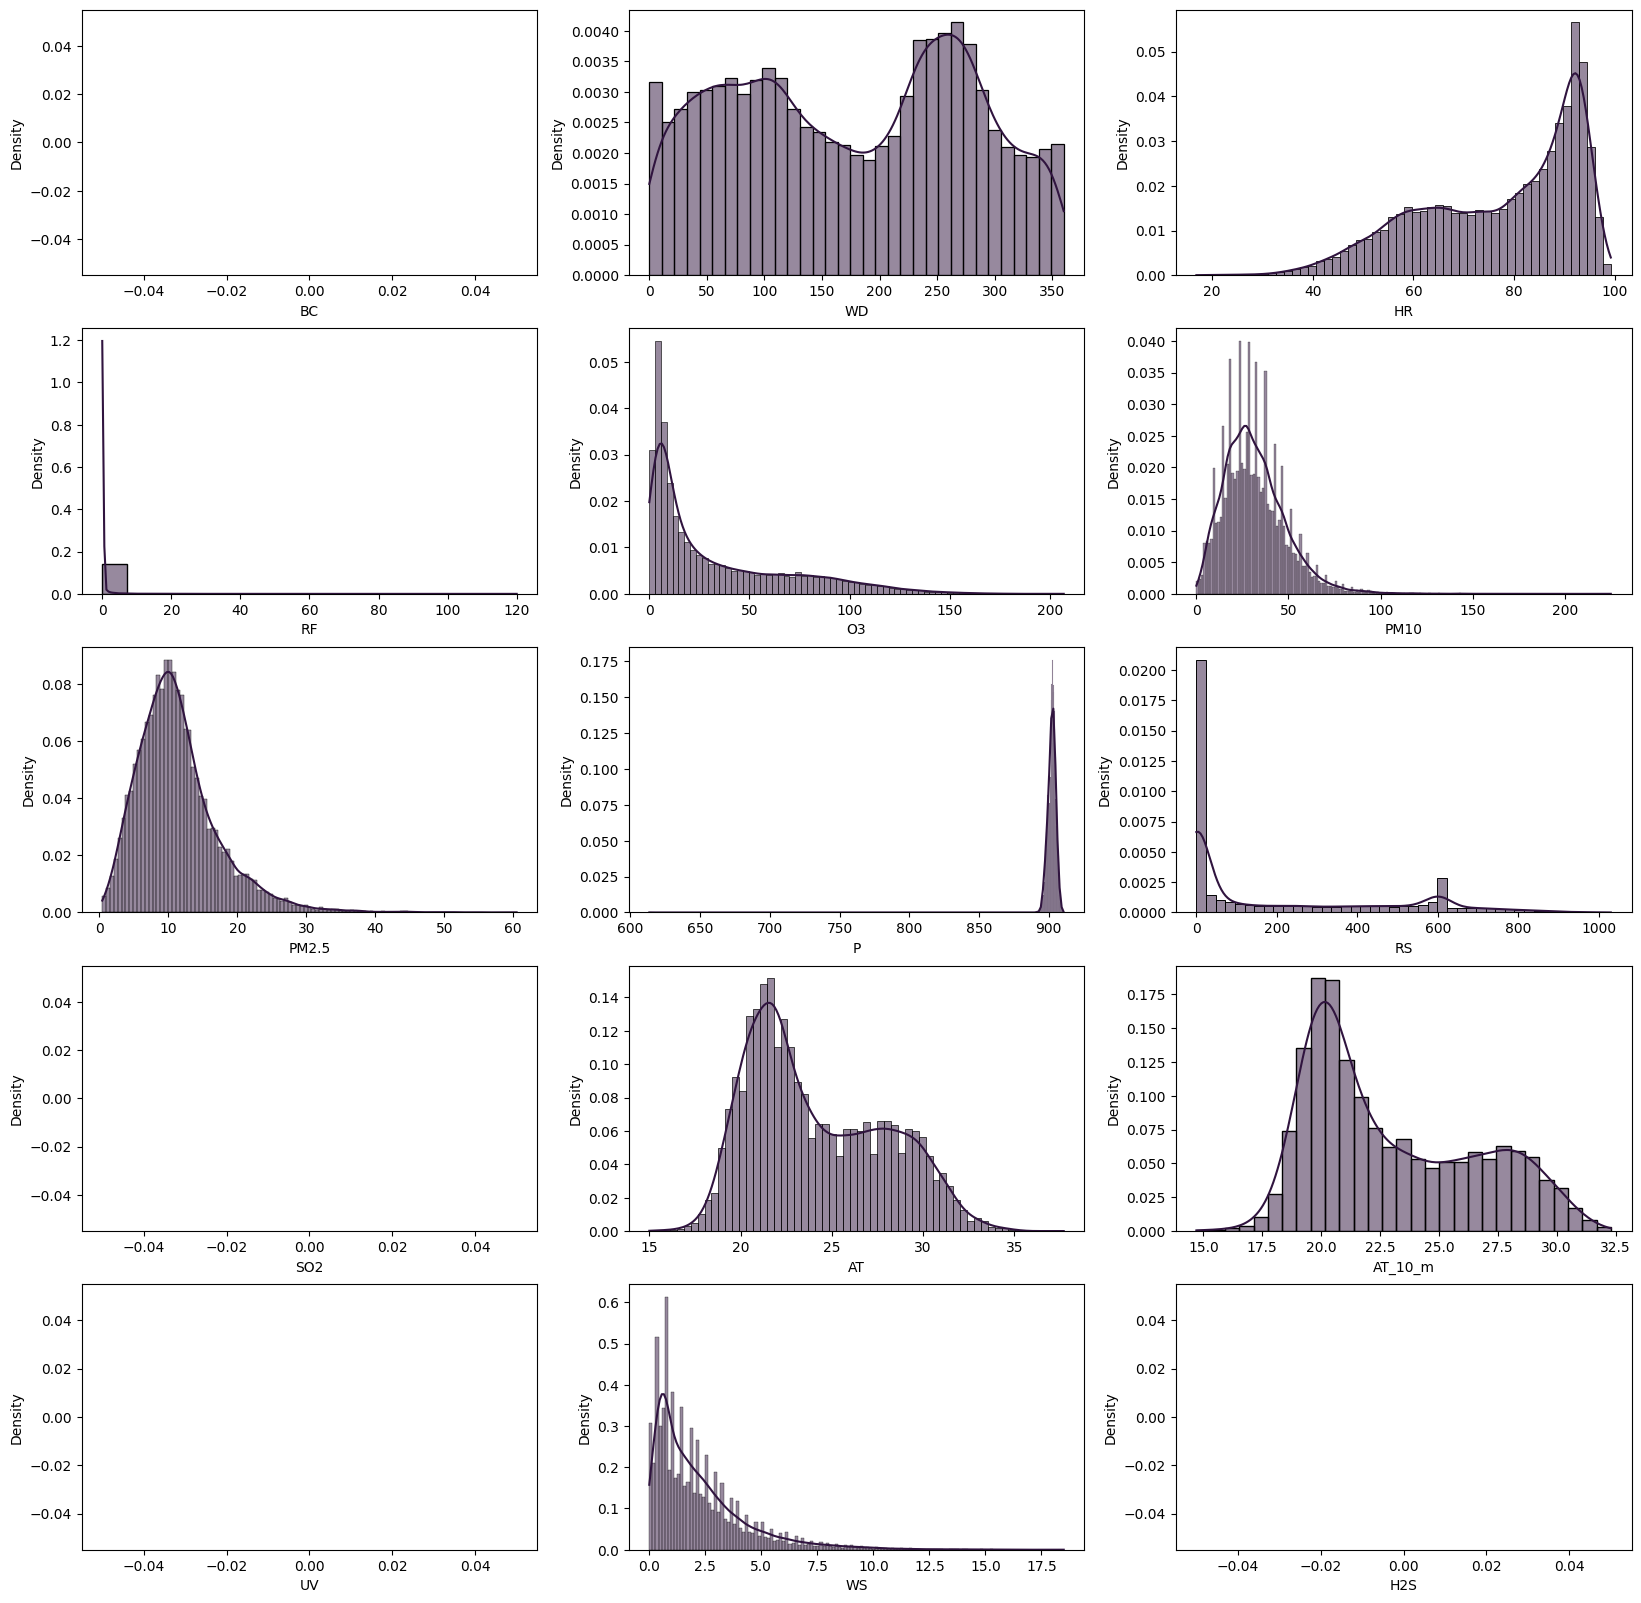 0.04
0.02
0.00
−0.02
−0.04
Density
−0.04 −0.02 0.00 0.02 0.04
BC
0.0040
0.0035
0.0030
0.0025
0.0020
0.0015
0.0010
0.0005
0.0000
Density
0 50 100 150 200 250 300 350
WD
0.05
0.04
0.03
0.02
0.01
0.00
Density
20 40 60 80 100
HR
1.2
1.0
0.8
0.6
0.4
0.2
0.0
Density
0 20 40 60 80 100 120
RF
0.05
0.04
0.03
0.02
0.01
0.00
Density
0 50 100 150 200
O3
0.040
0.035
0.030
0.025
0.020
0.015
0.010
0.005
0.000
Density
0 50 100 150 200
PM10
0.08
0.06
0.04
0.02
0.00
Density
0 10 20 30 40 50 60
PM2.5
0.175
0.150
0.125
0.100
0.075
0.050
0.025
0.000
Density
600 650 700 750 800 850 900
P
0.0200
0.0175
0.0150
0.0125
0.0100
0.0075
0.0050
0.0025
0.0000
Density
0 200 400 600 800 1000
RS
0.04
0.02
0.00
−0.02
−0.04
Density
−0.04 −0.02 0.00 0.02 0.04
SO2
0.14
0.12
0.10
0.08
0.06
0.04
0.02
0.00
Density
15 20 25 30 35
AT
0.175
0.150
0.125
0.100
0.075
0.050
0.025
0.000
Density
15.0 17.5 20.0 22.5 25.0 27.5 30.0 32.5
AT_10_m
0.04
0.02
0.00
−0.02
−0.04
Density
−0.04 −0.02 0.00 0.02 0.04
UV
0.6
0.5
0.4
0.3
0.2
0.1
0.0
Density
0.0 2.5 5.0 7.5 10.0 12.5 15.0 17.5
WS
0.04
0.02
0.00
−0.02
−0.04
Density
−0.04 −0.02 0.00 0.02 0.04
H2S